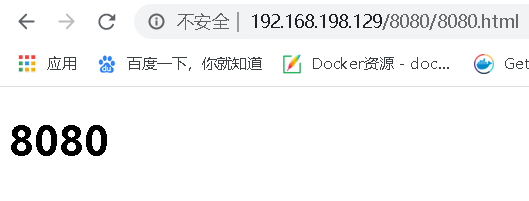 不安全 | 192.168.198.129/8080/8080.html
应用 百度一下，你就知道 Docker资源 - doc... Get
8080